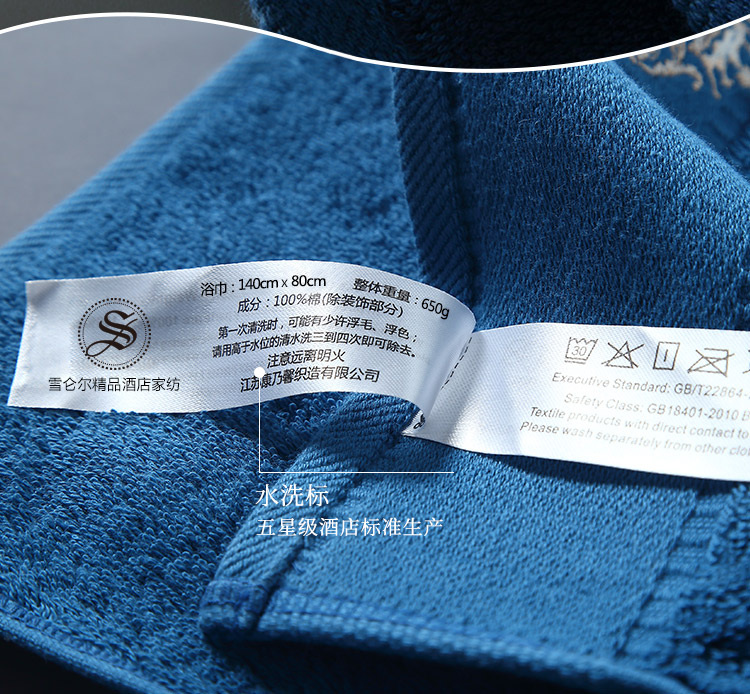 浴巾：140cm x 80cm 整体重量：650g
成分：100%棉(除装饰部分)
第一次清洗时，可能有少许浮毛、浮色；
请用高于水位的清水洗三到四次即可除去。
注意远离明火
江苏康乃馨织造有限公司
S
雪仑尔精品酒店家纺
30
Executive Standard: GB/T22864
Safety Class: GB18401-2010 B
Textile products with direct contact to
Please wash separately from other clo
水洗标
五星级酒店标准生产